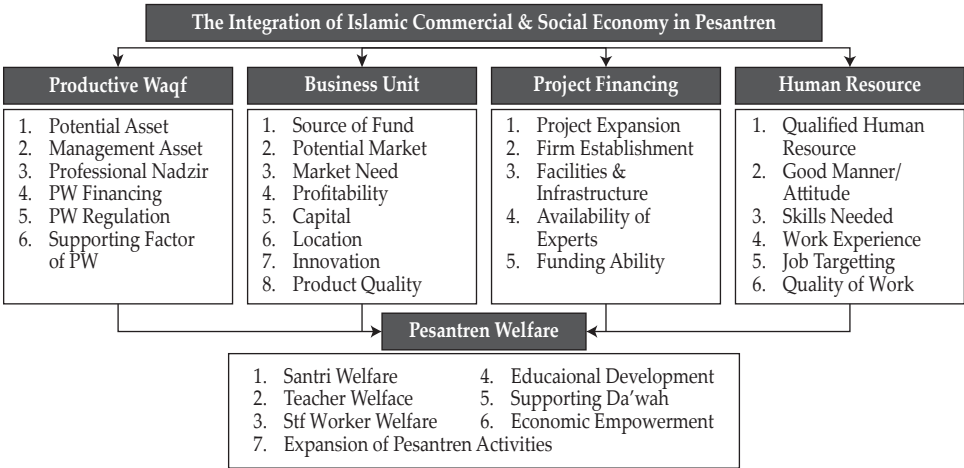 The Integration of Islamic Commercial & Social Economy in Pesantren
Productive Waqf
1. Potential Asset
2. Management Asset
3. Professional Nadzir
4. PW Financing
5. PW Regulation
6. Supporting Factor
of PW
Business Unit
1. Source of Fund
2. Potential Market
3. Market Need
4. Profitability
5. Capital
6. Location
7. Innovation
8. Product Quality
Project Financing
1. Project Expansion
2. Firm Establishment
3. Facilities &
Infrastructure
4. Availability of
Experts
5. Funding Ability
Human Resource
1. Qualified Human
Resource
2. Good Manner/
Attitude
3. Skills Needed
4. Work Experience
5. Job Targetting
6. Quality of Work
Pesantren Welfare
1. Santri Welfare
2. Teacher Welface
3. Stf Worker Welfare
4. Educaional Development
5. Supporting Da'wah
6. Economic Empowerment
7. Expansion of Pesantren Activities